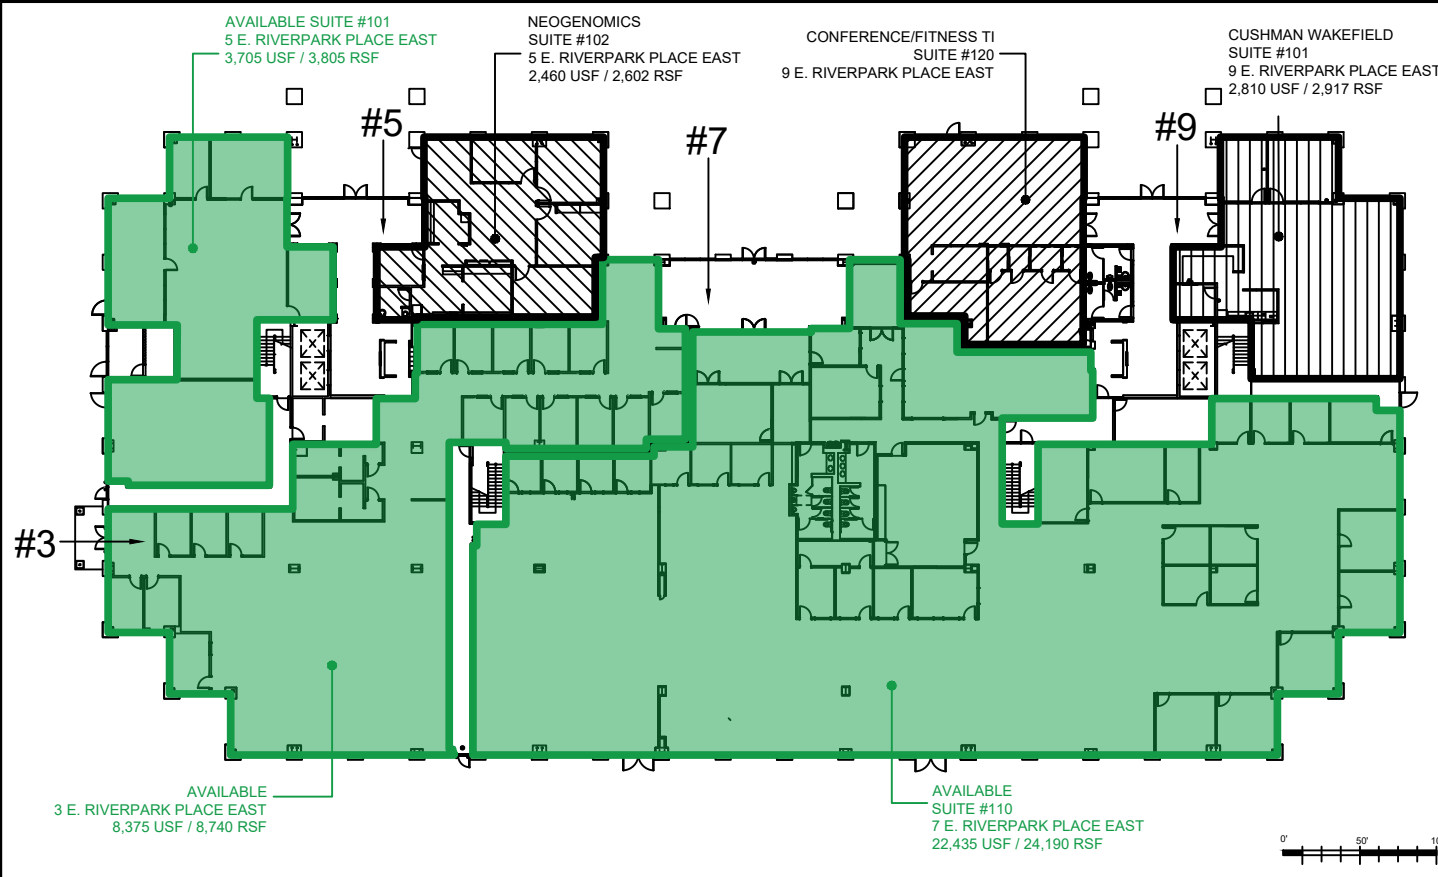 AVAILABLE SUITE #101
5 E. RIVERPARK PLACE EAST
3,705 USF / 3,805 RSF
NEOGENOMICS
SUITE #102
5 E. RIVERPARK PLACE EAST
2,460 USF / 2,602 RSF
CONFERENCE/FITNESS TI
SUITE #120
9 E. RIVERPARK PLACE EAST
CUSHMAN WAKEFIELD
SUITE #101
9 E. RIVERPARK PLACE EAST
2,810 USF / 2,917 RSF
#5
#7
#9
#3
AVAILABLE
3 E. RIVERPARK PLACE EAST
8,375 USF / 8,740 RSF
AVAILABLE
SUITE #110
7 E. RIVERPARK PLACE EAST
22,435 USF / 24,190 RSF
0' 50'